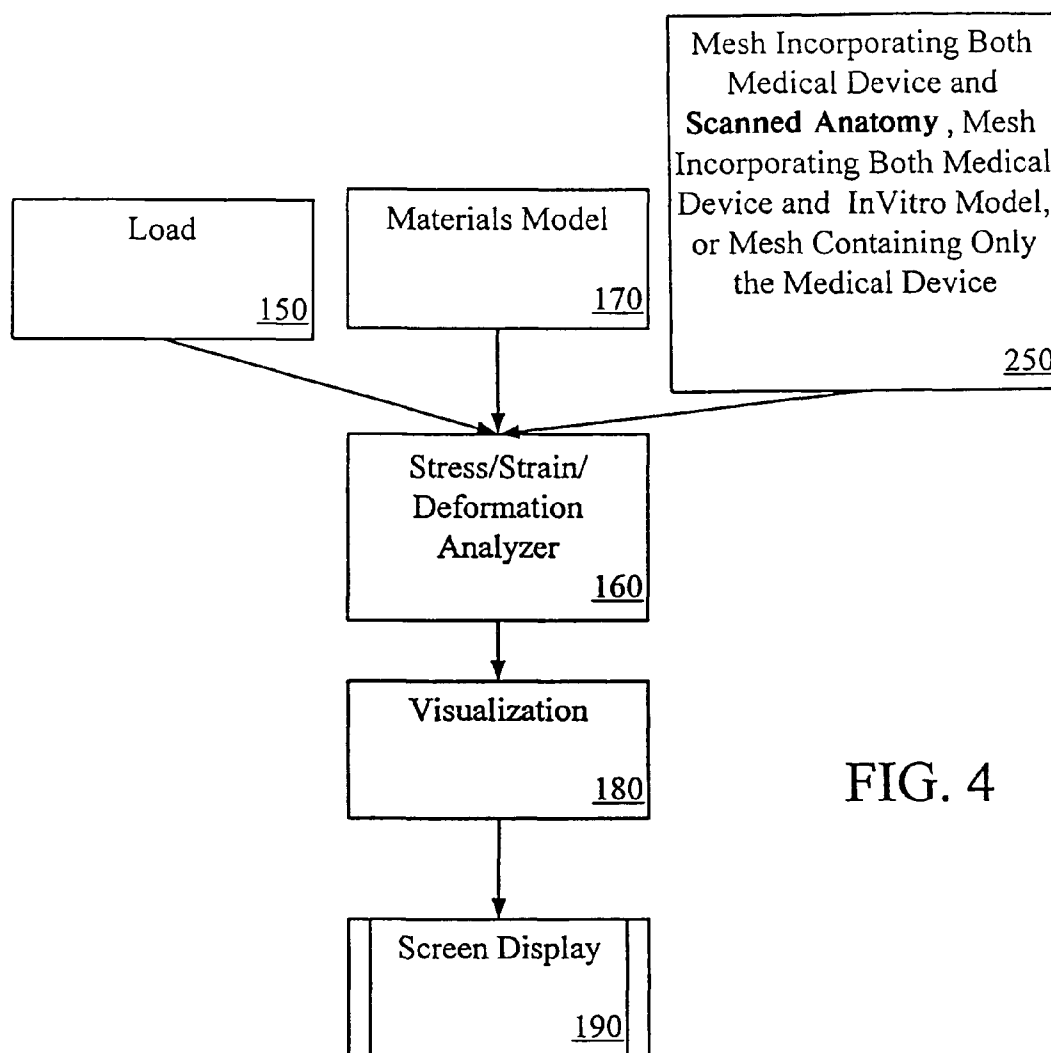 Load
150
Materials Model
170
Mesh Incorporating Both
Medical Device and
Scanned Anatomy , Mesh
Incorporating Both Medical
Device and InVitro Model,
or Mesh Containing Only
the Medical Device
250
Stress/Strain/
Deformation
Analyzer
160
Visualization
180
FIG. 4
Screen Display
190